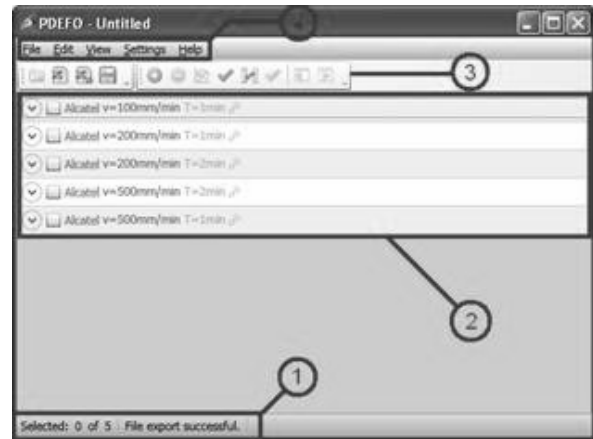 PDEFO - Untitled
4
File Edit View Settings Help
3
Alcatel v=100mm/min T=1min
Alcatel v=200mm/min T=1min
Alcatel v=200mm/min T=2min
Alcatel v=500mm/min T=2min
Alcatel v=500mm/min T=1min
2
1
Selected: 0 of 5 File export successful.